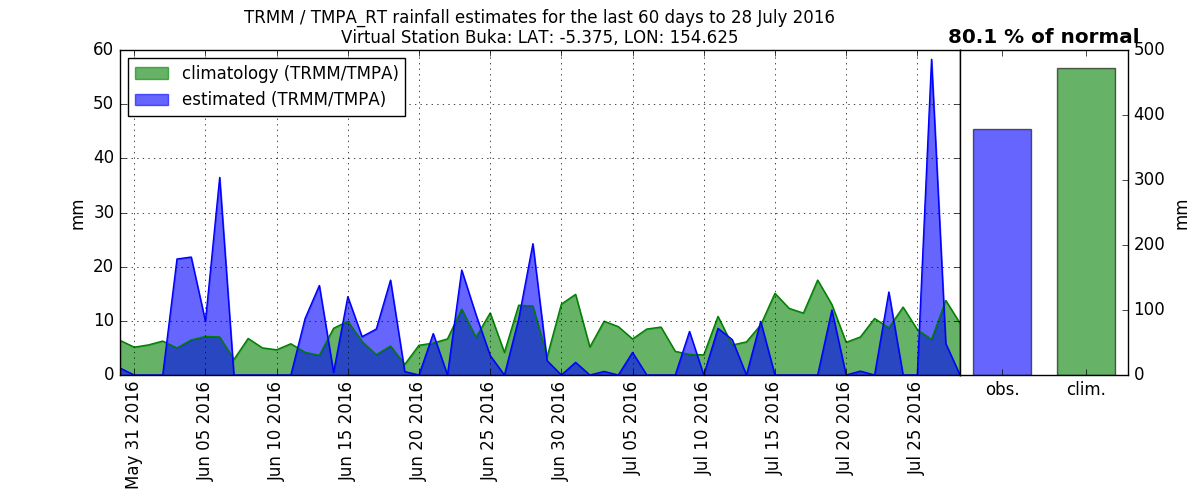 TRMM / TMPA_RT rainfall estimates for the last 60 days to 28 July 2016
Virtual Station Buka: LAT: -5.375, LON: 154.625
80.1 % of normal
climatology (TRMM/TMPA)
estimated (TRMM/TMPA)
60
50
40
30
20
10
0
mm
May 31 2016
Jun 05 2016
Jun 10 2016
Jun 15 2016
Jun 20 2016
Jun 25 2016
Jun 30 2016
Jul 05 2016
Jul 10 2016
Jul 15 2016
Jul 20 2016
Jul 25 2016
obs.
clim.
500
400
300
200
100
0
mm